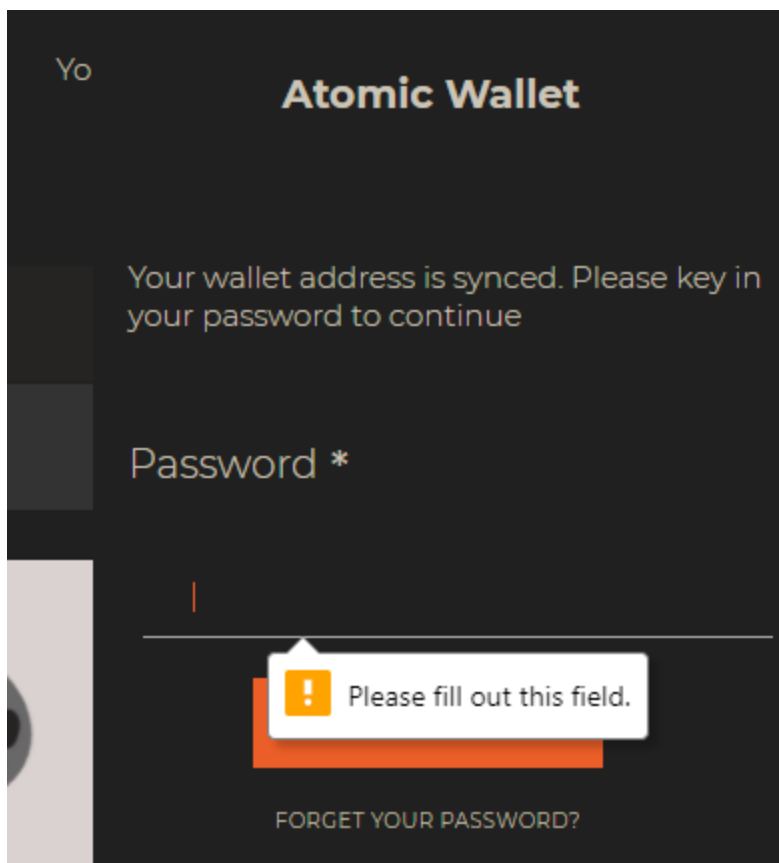 Yo
Atomic Wallet
Your wallet address is synced. Please key in
your password to continue
Password *
Please fill out this field.
FORGET YOUR PASSWORD?